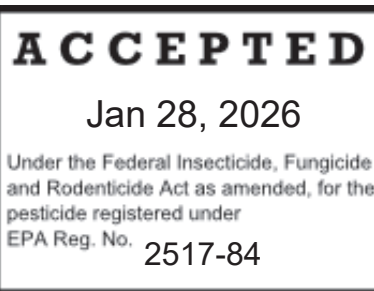 ACCEPTED
Jan 28, 2026
Under the Federal Insecticide, Fungicide
and Rodenticide Act as amended, for the
pesticide registered under
EPA Reg. No. 2517-84